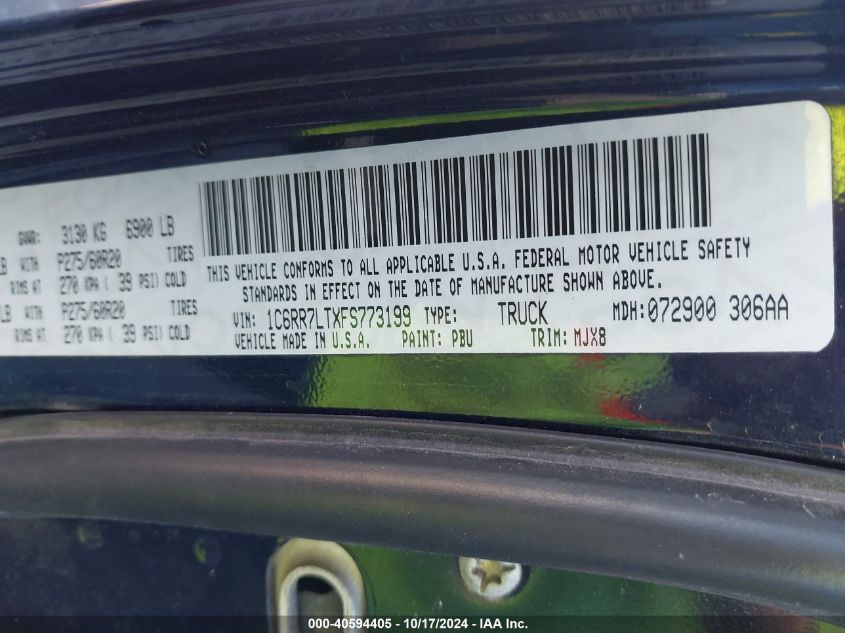 GVWR: 3130 KG 6900 LB
LB WITH P275/60R20 TIRES
RIMS AT 270 KPA ( 39 PSI) COLD
LB WITH P275/60R20 TIRES
RIMS AT 270 KPA ( 39 PSI) COLD
THIS VEHICLE CONFORMS TO ALL APPLICABLE U.S.A. FEDERAL MOTOR VEHICLE SAFETY
STANDARDS IN EFFECT ON THE DATE OF MANUFACTURE SHOWN ABOVE.
VIN: 1C6RR7LTXFS773199 TYPE: TRUCK MDH:072900 306AA
VEHICLE MADE IN U.S.A. PAINT: PBU TRIM: MJX8
000-40594405 - 10/17/2024 - IAA Inc.